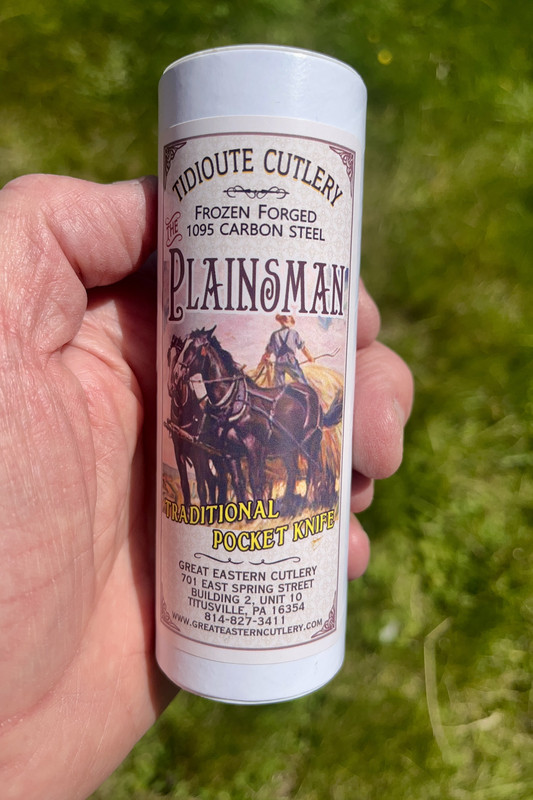 TIDIOUTE CUTLERY
FROZEN FORGED
1095 CARBON STEEL
THE
PLAINSMAN
TRADITIONAL
POCKET KNIFE
GREAT EASTERN CUTLERY
701 EAST SPRING STREET
BUILDING 2, UNIT 10
TITUSVILLE, PA 16354
814-827-3411
WWW.GREATEASTERNCUTLERY.COM